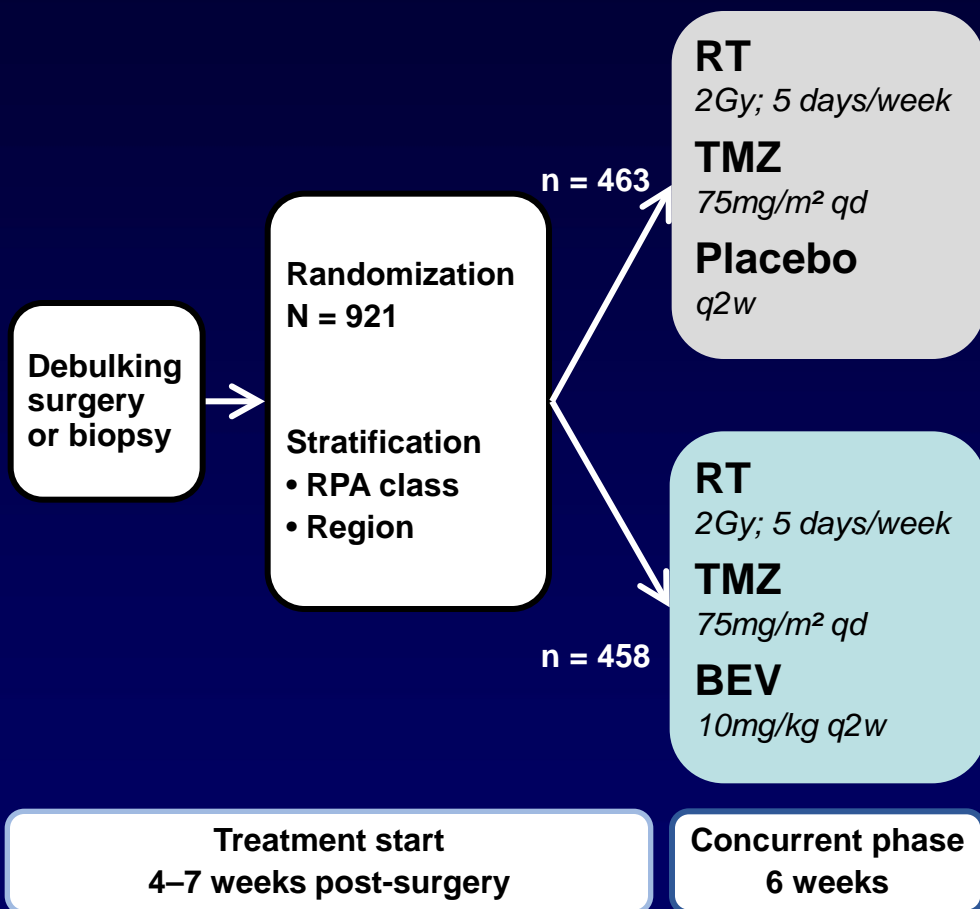 Debulking
surgery
or biopsy
Randomization
N = 921
Stratification
• RPA class
• Region
n = 463
RT
2Gy; 5 days/week
TMZ
75mg/m² qd
Placebo
q2w
n = 458
RT
2Gy; 5 days/week
TMZ
75mg/m² qd
BEV
10mg/kg q2w
Treatment start
4–7 weeks post-surgery
Concurrent phase
6 weeks